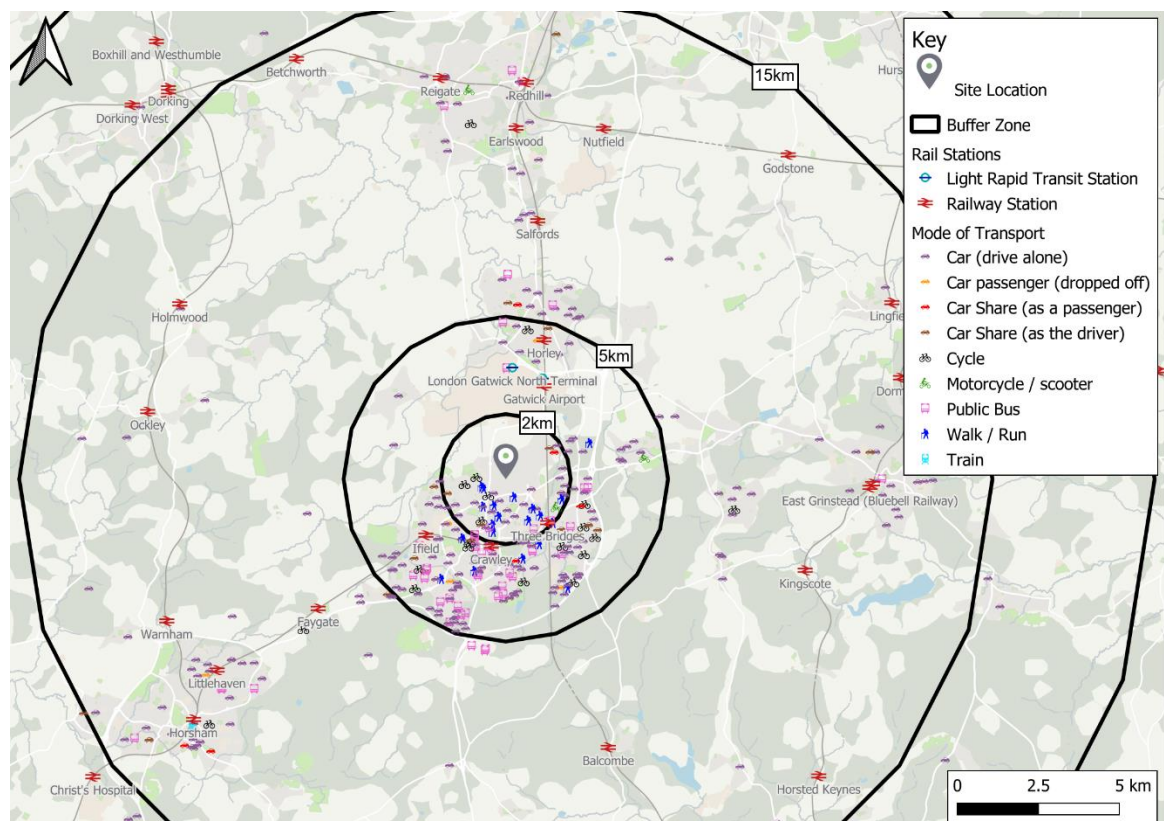 Boxhill and Westhumble
Betchworth
Reigate
Redhill
15km
Dorking
Dorking West
Earlswood
Nutfield
Godstone
Salfords
Holmwood
Horley
5km
London Gatwick North Terminal
Gatwick Airport
Ockley
2km
East Grinstead (Bluebell Railway)
Three Bridges
Ifield
Crawley
Kingscote
Faygate
Warnham
Littlehaven
Horsham
Balcombe
Christ's Hospital
Horsted Keynes
Hurs
Lingfie
Dorm
Key
Site Location
Buffer Zone
Rail Stations
Light Rapid Transit Station
Railway Station
Mode of Transport
Car (drive alone)
Car passenger (dropped off)
Car Share (as a passenger)
Car Share (as the driver)
Cycle
Motorcycle / scooter
Public Bus
Walk / Run
Train
0 2.5 5 km